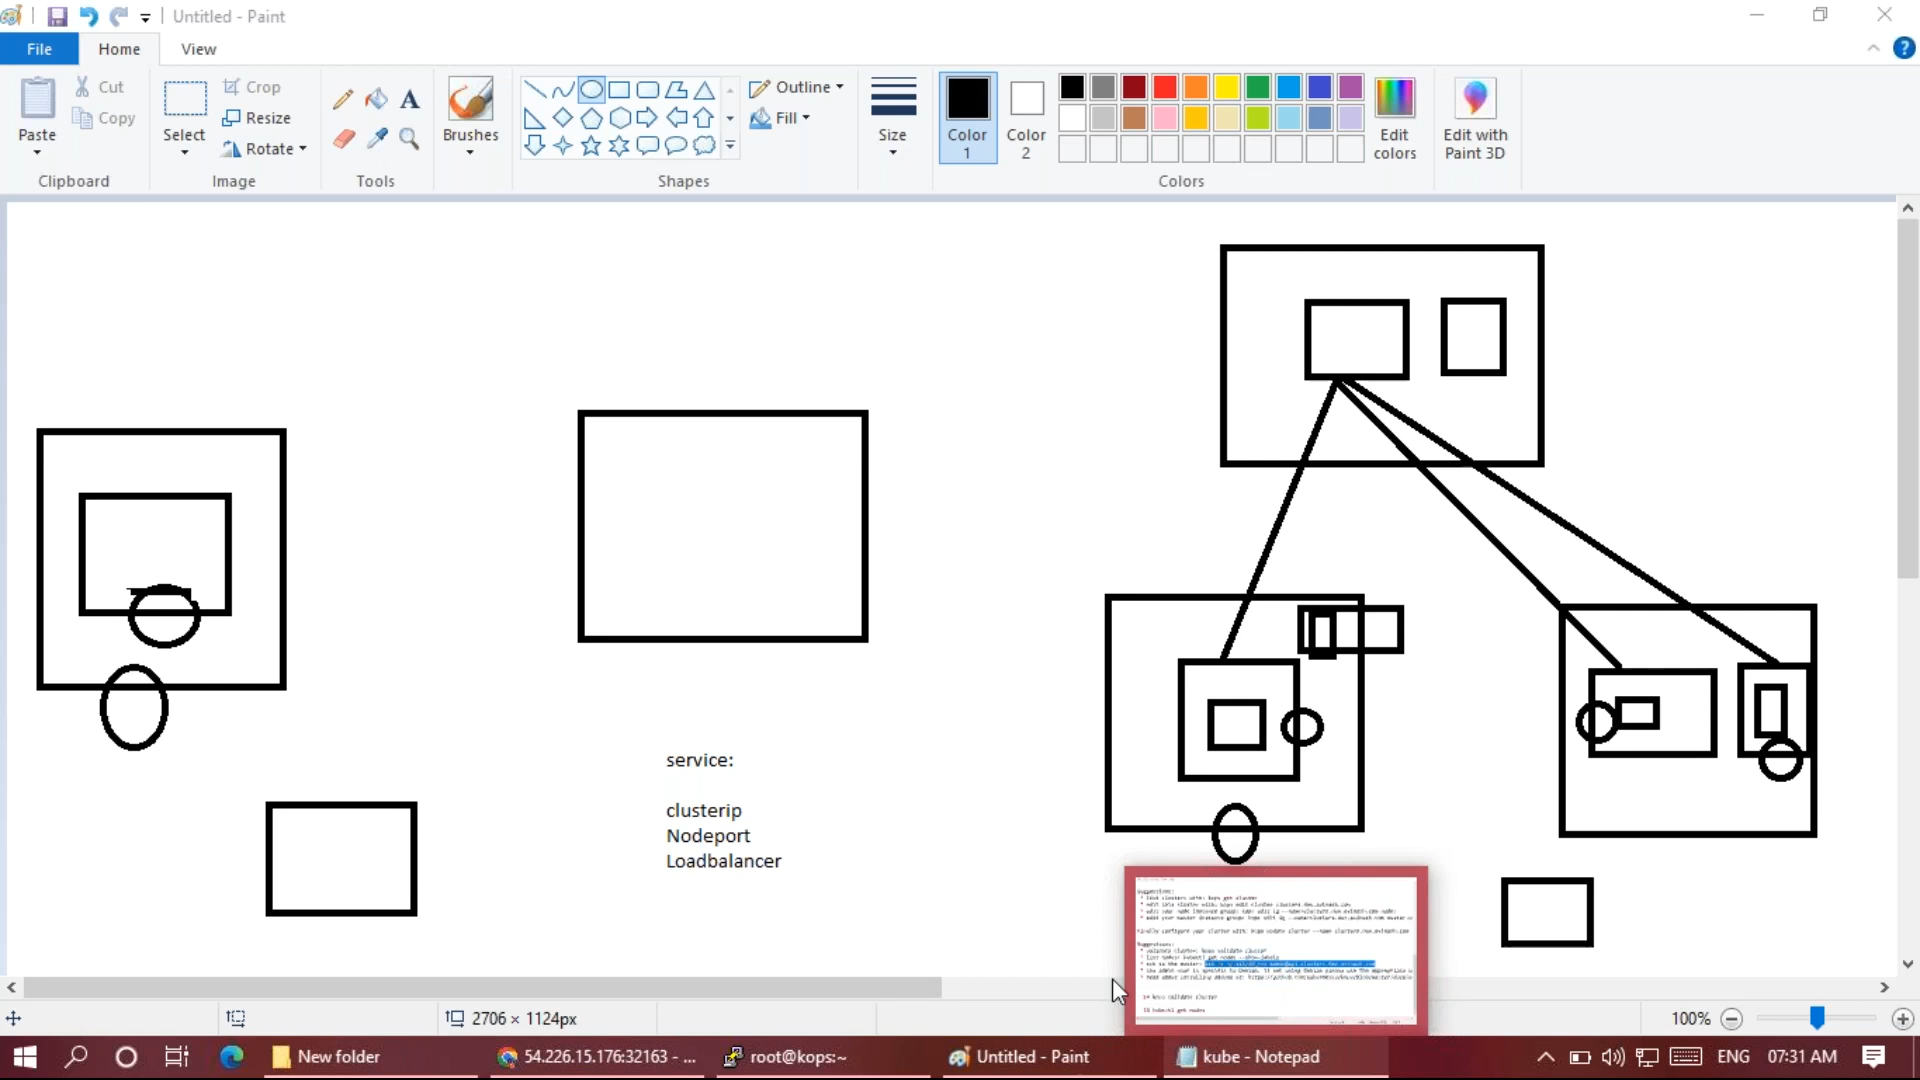 Untitled - Paint
File
Home
View
Paste
Cut
Copy
Clipboard
Select
Crop
Resize
Rotate
Image
Tools
Brushes
Outline
Fill
Shapes
Size
Color 1
Color 2
Edit colors
Edit with Paint 3D
Colors
service:
clusterip
Nodeport
Loadbalancer
2706 × 1124px
100%
New folder
54.226.15.176:32163 - ...
root@kops:~
Untitled - Paint
kube - Notepad
ENG
07:31 AM